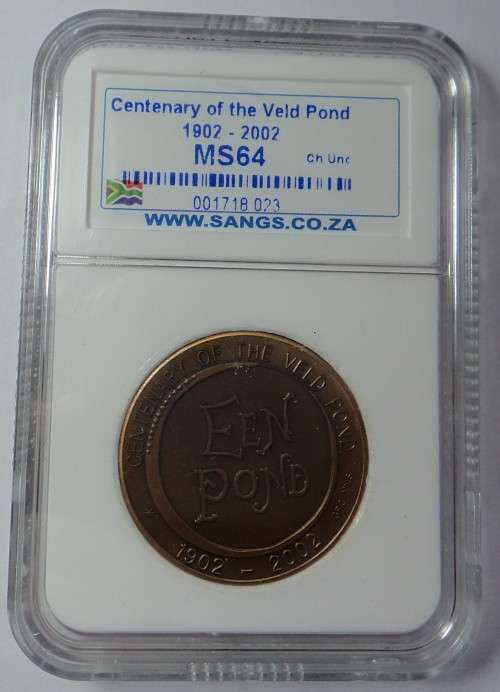 Centenary of the Veld Pond
1902 - 2002
MS64 Ch Unc
001718 023
WWW.SANGS.CO.ZA
CENTENARY OF THE VELD POND
EEN
POND
1902 - 2002